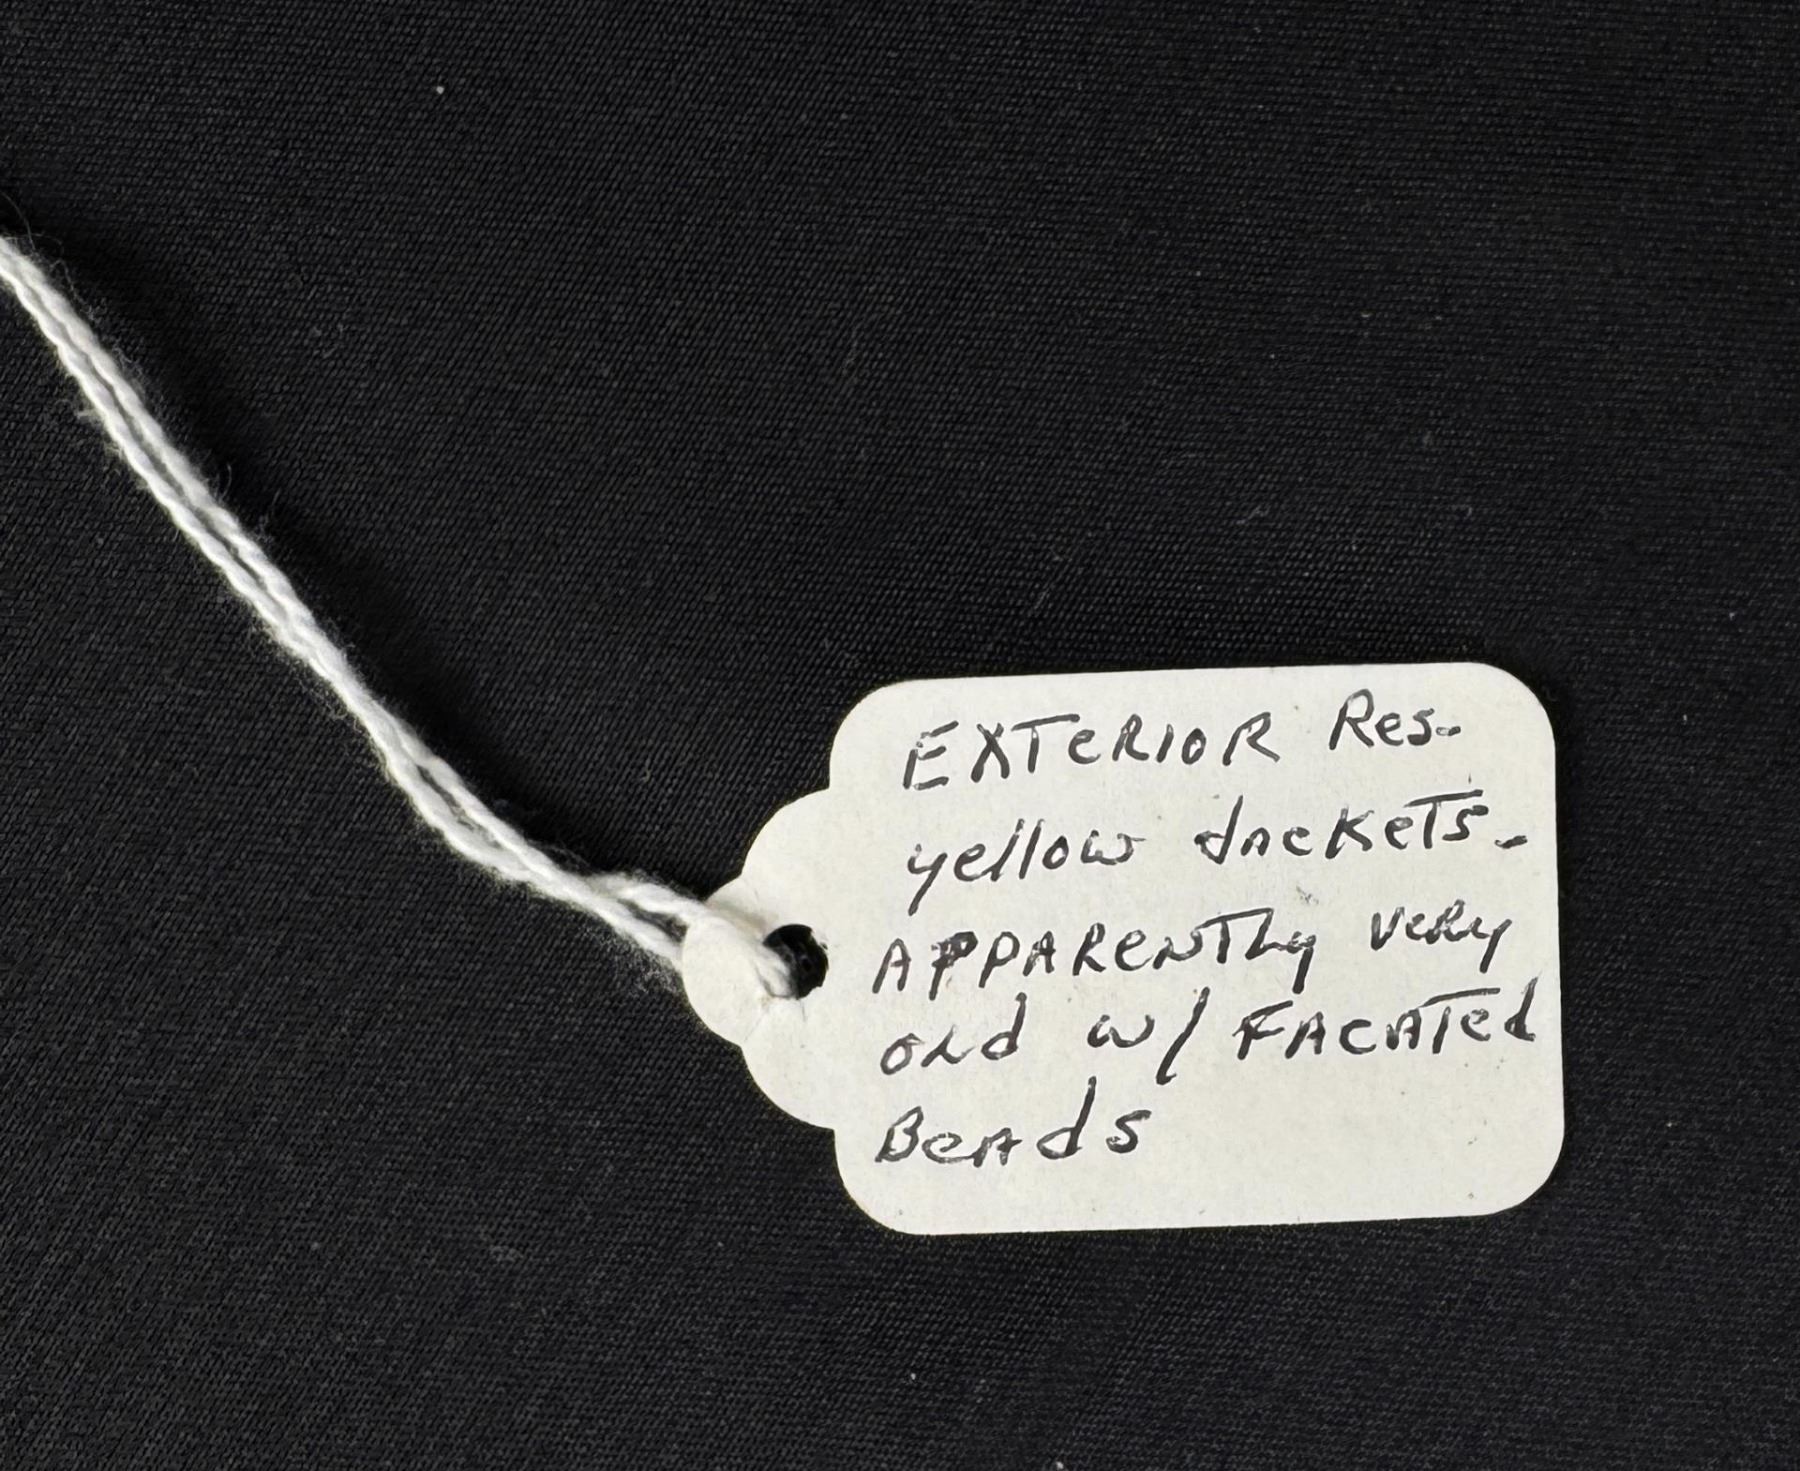 EXTERIOR Res.
yellow Jackets.
APPARENTLy very
old w/ FACATed
Beads